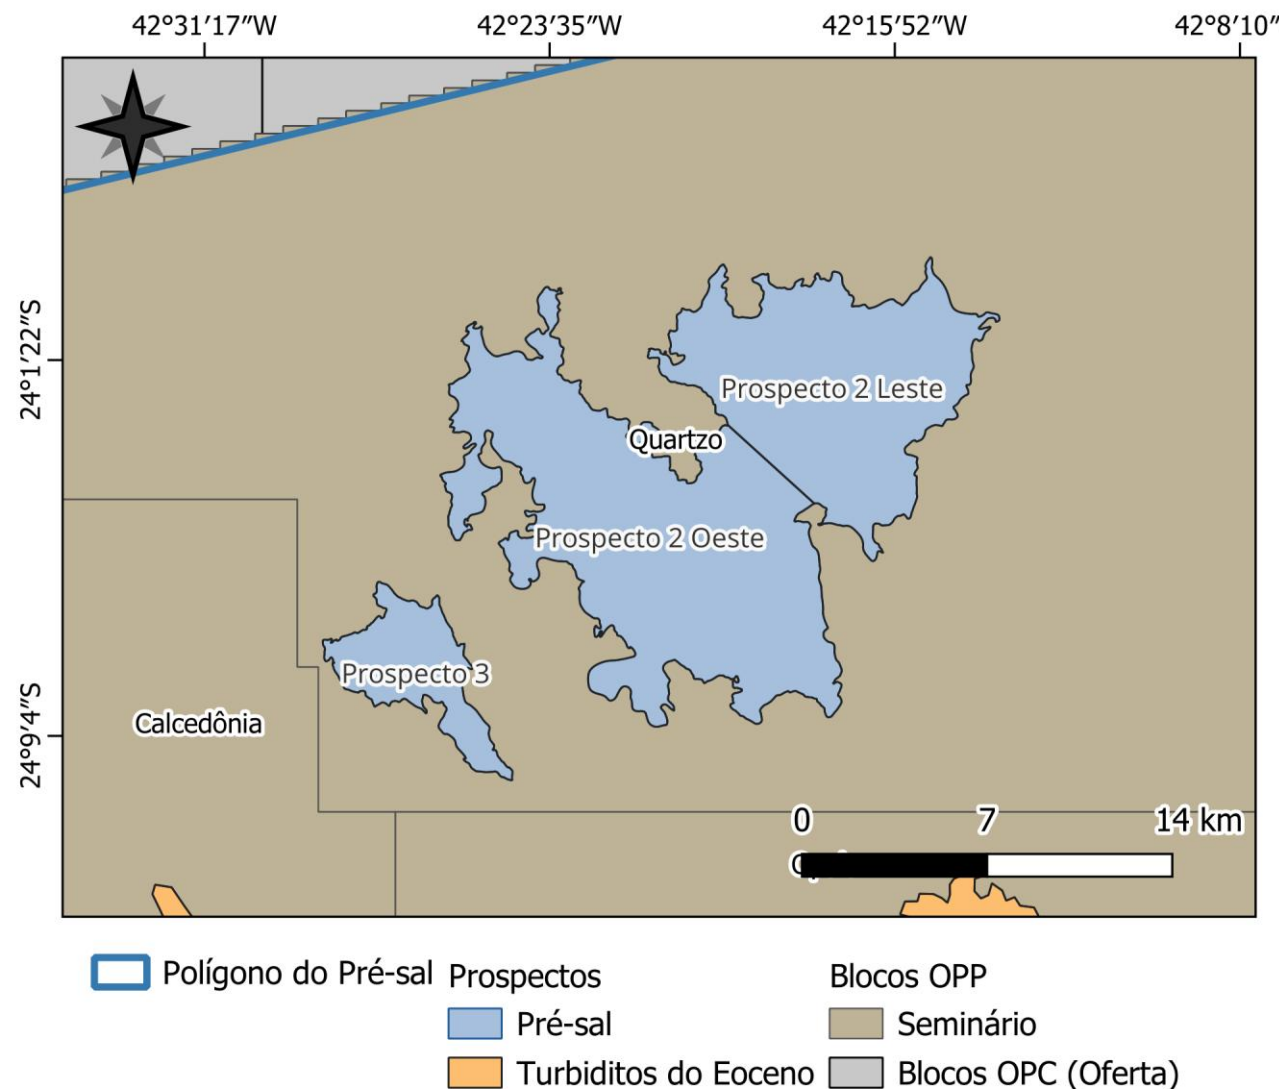 42°31′17″W 42°23′35″W 42°15′52″W 42°8′10″
24°1′22″S
Prospecto 2 Leste
Quartzo
Prospecto 2 Oeste
Prospecto 3
24°9′4″S
Calcedônia
0 7 14 km
Polígono do Pré-sal
Prospectos
Pré-sal
Turbiditos do Eoceno
Blocos OPP
Seminário
Blocos OPC (Oferta)